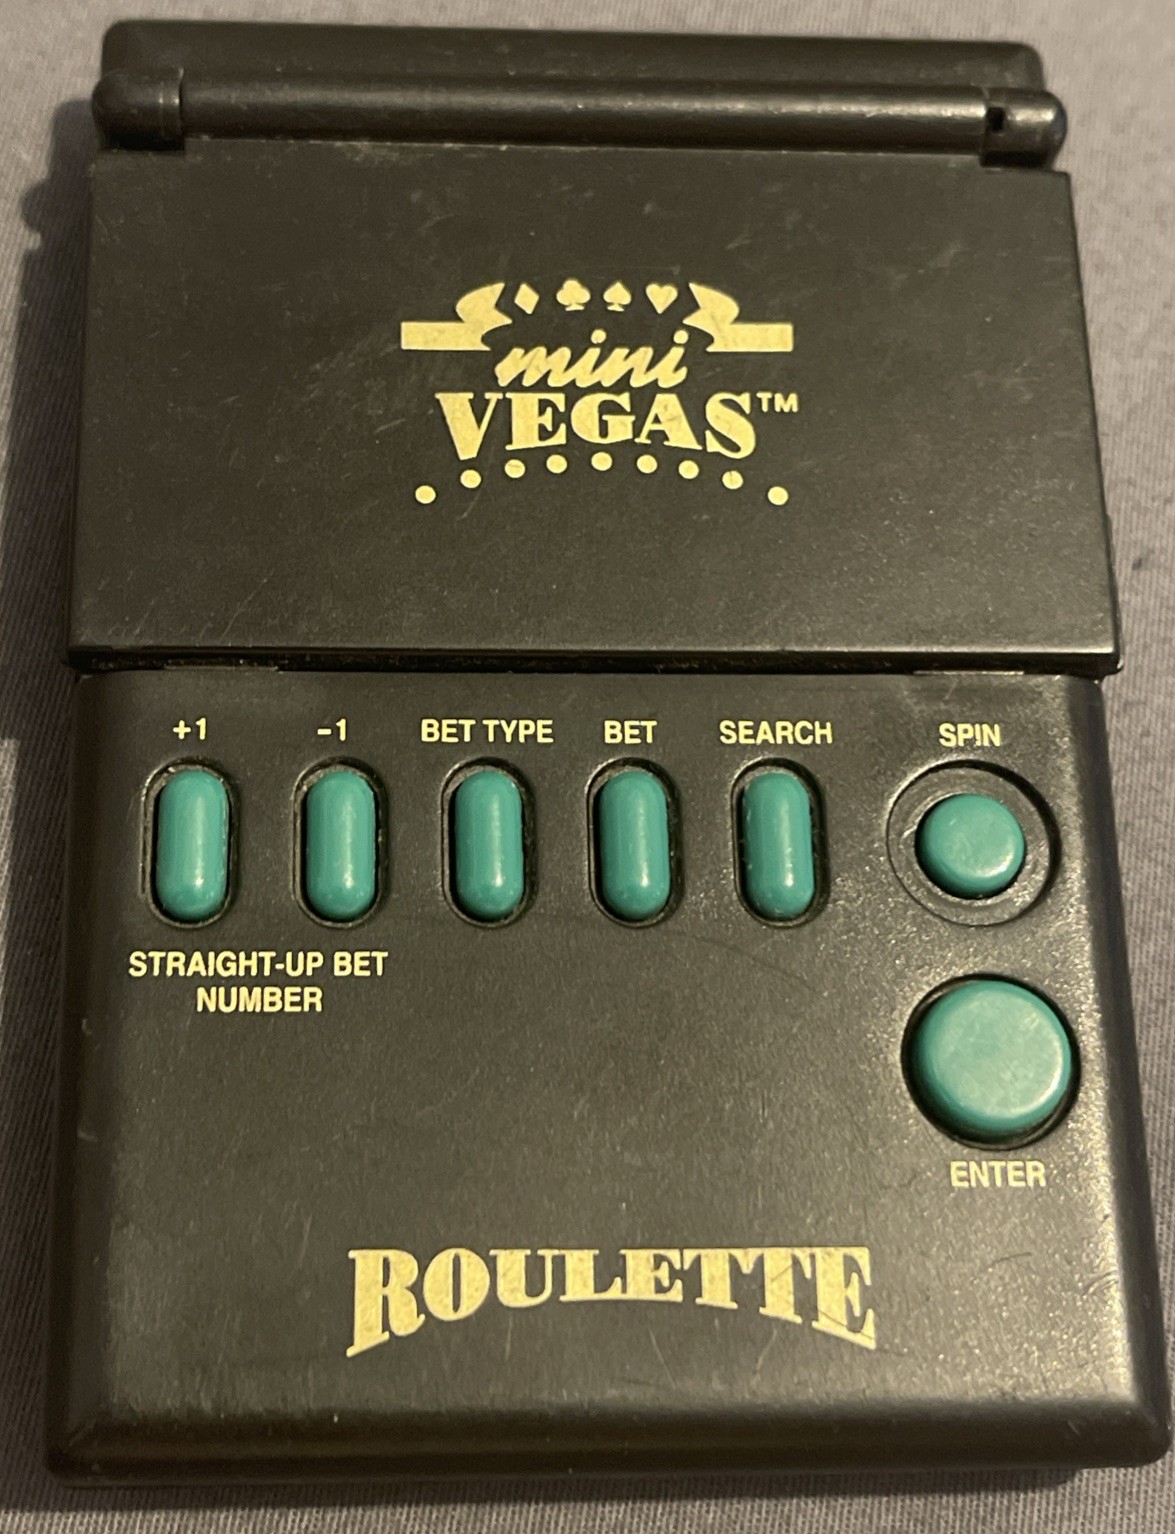 mini
VEGAS™
+1 -1 BET TYPE BET SEARCH SPIN
STRAIGHT-UP BET
NUMBER
ENTER
ROULETTE